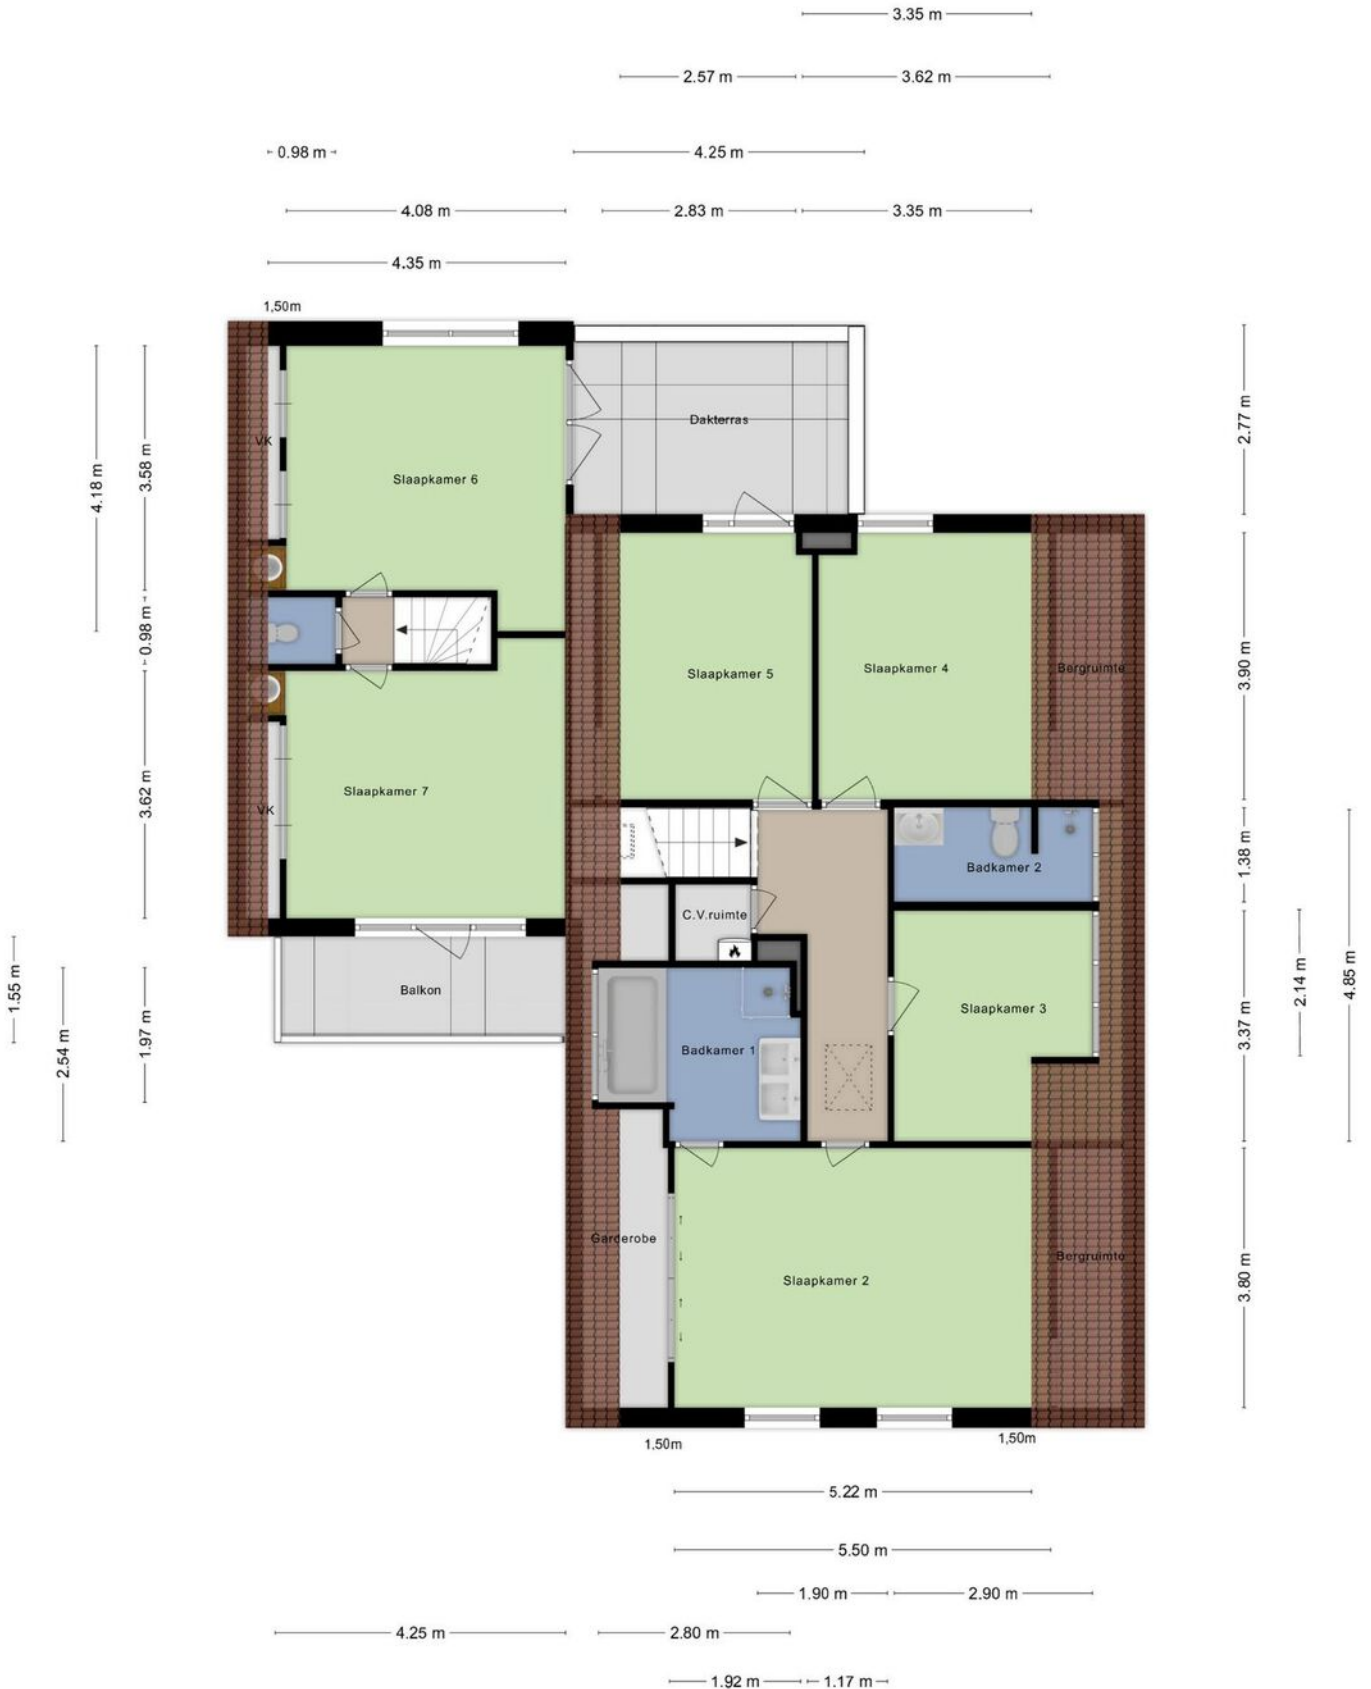 3.35 m
2.57 m
3.62 m
0.98 m
4.25 m
4.08 m
2.83 m
3.35 m
4.35 m
1,50m
4.18 m
3.58 m
VK
Slaapkamer 6
Dakterras
2.77 m
0.98 m
Slaapkamer 5
Slaapkamer 4
Bergruimte
3.90 m
3.62 m
VK
Slaapkamer 7
Badkamer 2
1.38 m
C.V.ruimte
1.55 m
2.54 m
1.97 m
Balkon
Badkamer 1
Slaapkamer 3
3.37 m
2.14 m
4.85 m
Garderobe
Slaapkamer 2
Bergruimte
3.80 m
1,50m
1,50m
5.22 m
5.50 m
1.90 m
2.90 m
4.25 m
2.80 m
1.92 m
1.17 m